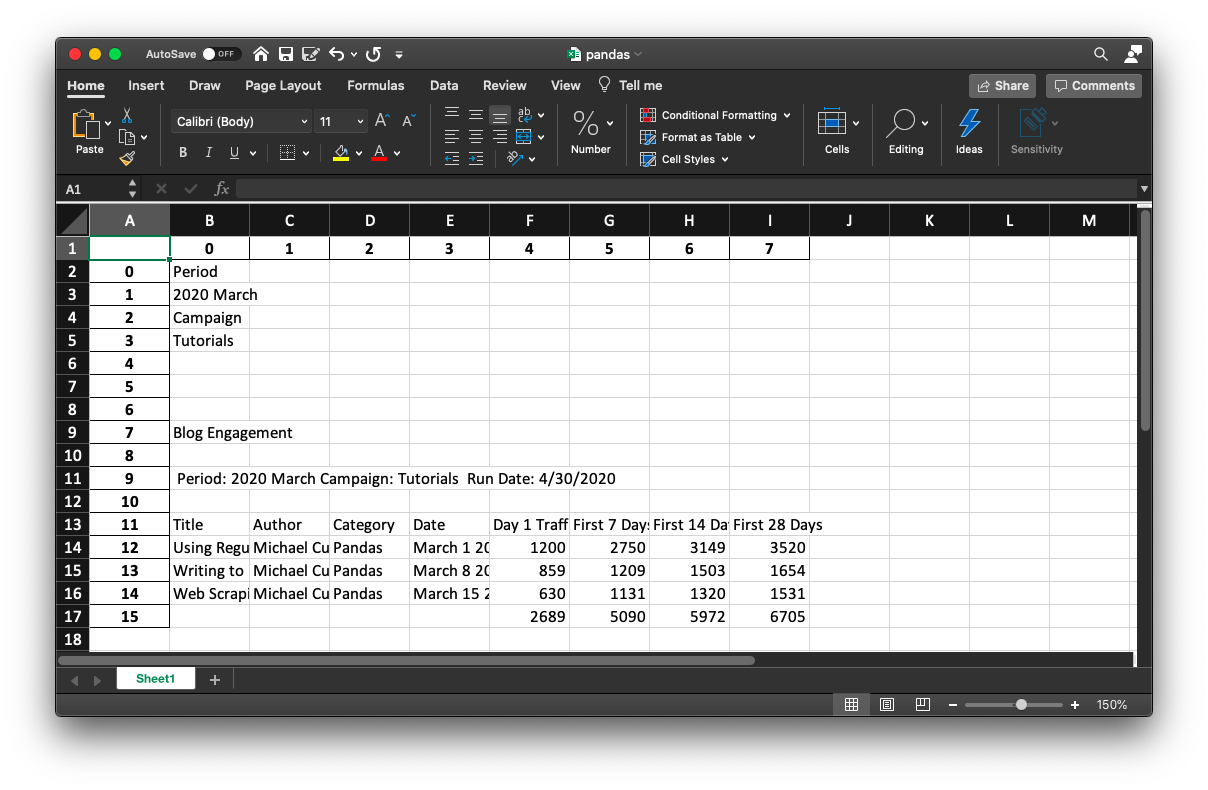 AutoSave OFF pandas
Home Insert Draw Page Layout Formulas Data Review View Tell me Share Comments
Paste Calibri (Body) 11 A A Number Conditional Formatting Cells Editing Ideas Sensitivity
B I U A Format as Table
Cell Styles
A1 fx
A B C D E F G H I J K L M
1 0 1 2 3 4 5 6 7
2 0 Period
3 1 2020 March
4 2 Campaign
5 3 Tutorials
6 4
7 5
8 6
9 7 Blog Engagement
10 8
11 9 Period: 2020 March Campaign: Tutorials Run Date: 4/30/2020
12 10
13 11 Title Author Category Date Day 1 Traff First 7 Days First 14 Da First 28 Days
14 12 Using Regu Michael Cu Pandas March 1 20 1200 2750 3149 3520
15 13 Writing to Michael Cu Pandas March 8 20 859 1209 1503 1654
16 14 Web Scrapi Michael Cu Pandas March 15 2 630 1131 1320 1531
17 15 2689 5090 5972 6705
18
Sheet1 +
150%